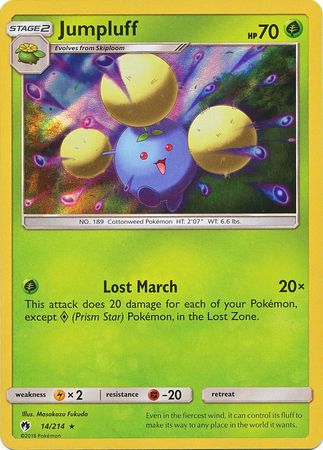 STAGE 2
Jumpluff
HP 70
Evolves from Skiploom
NO. 189 Cottonweed Pokémon HT: 2'07" WT: 6.6 lbs.
Lost March 20×
This attack does 20 damage for each of your Pokémon,
except ◇ (Prism Star) Pokémon, in the Lost Zone.
weakness × 2 resistance -20 retreat
Illus. Masakazu Fukuda
14/214 ★
©2018 Pokémon
Even in the fiercest wind, it can control its fluff to
make its way to any place in the world it wants.